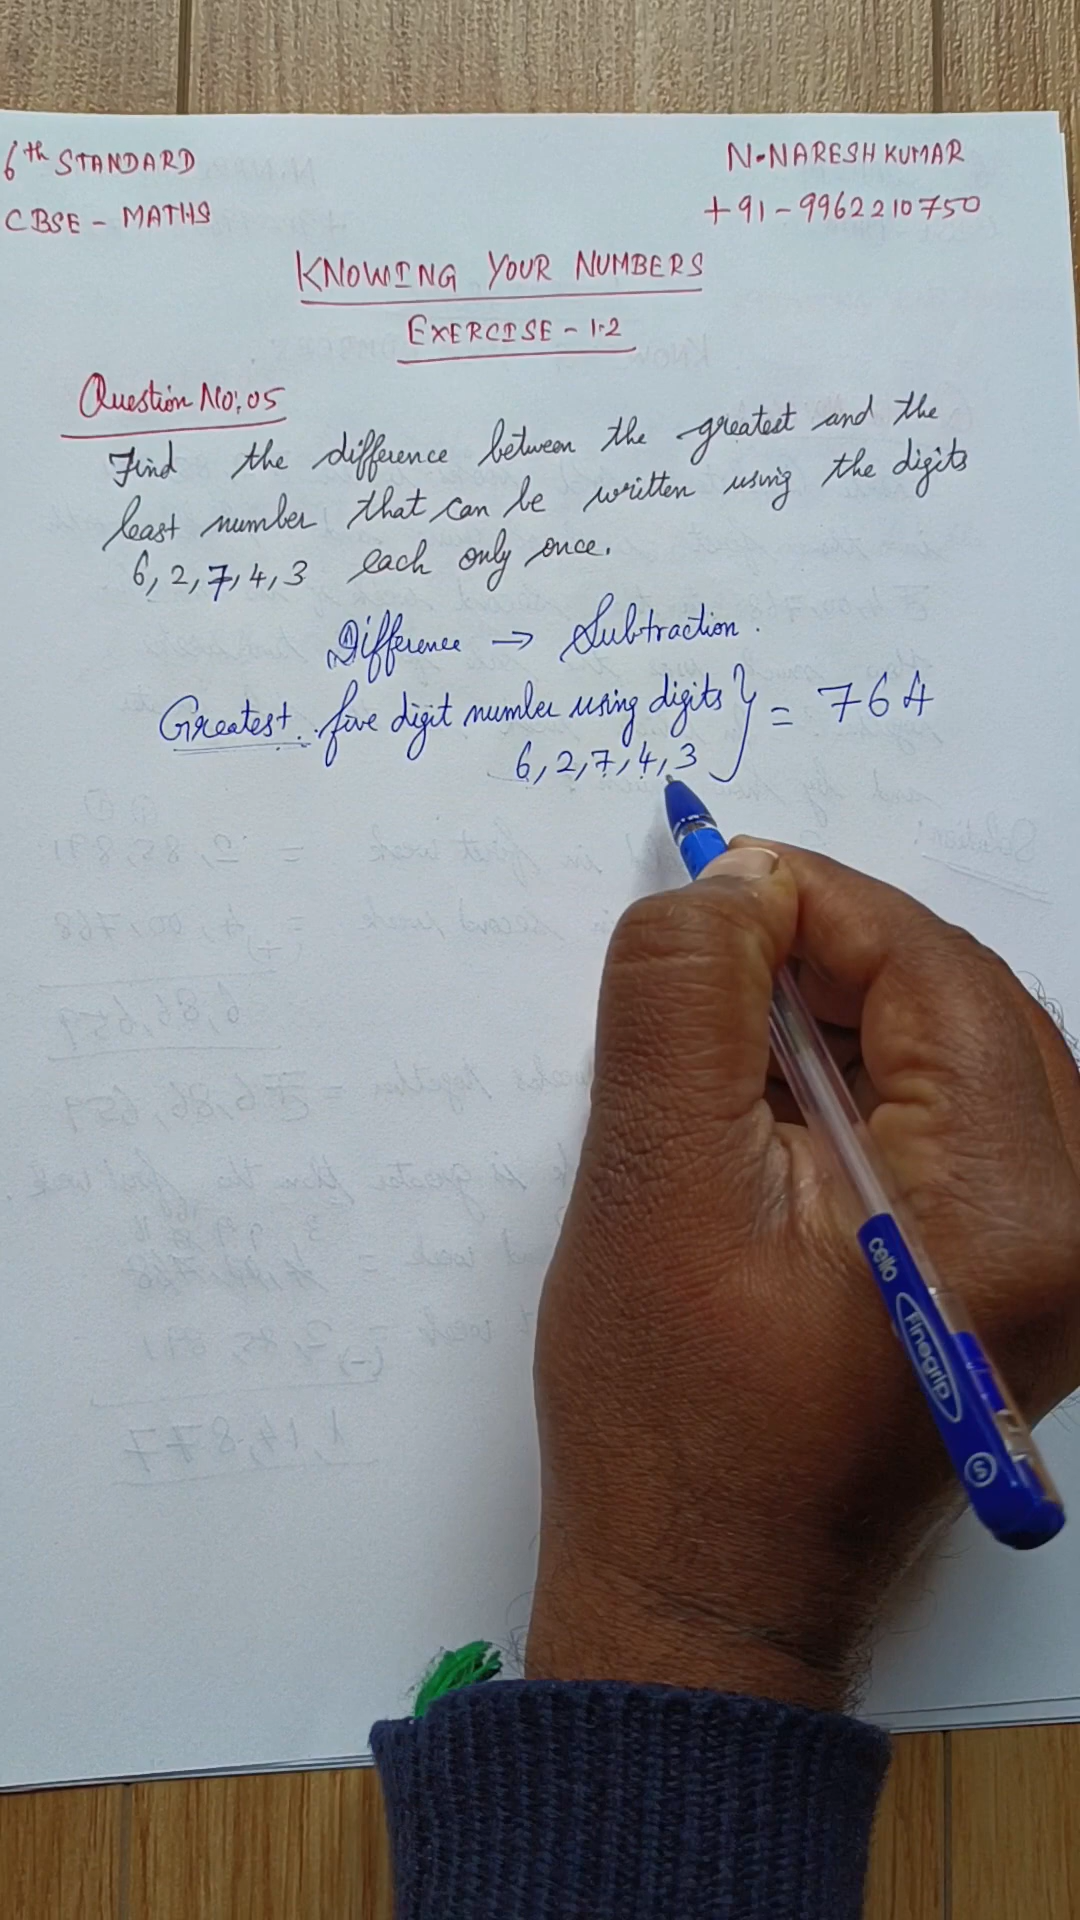 6th STANDARD
N.NARESH KUMAR
CBSE - MATHS
+91-9962210750
KNOWING YOUR NUMBERS
EXERCISE - 1.2
Question No: 05
Find the difference between the greatest and the
least number that can be written using the digits
6, 2, 7, 4, 3 each only once.
Difference → Subtraction.
Greatest five digit number using digits } = 764
6, 2, 7, 4, 3
cello
Finegrip